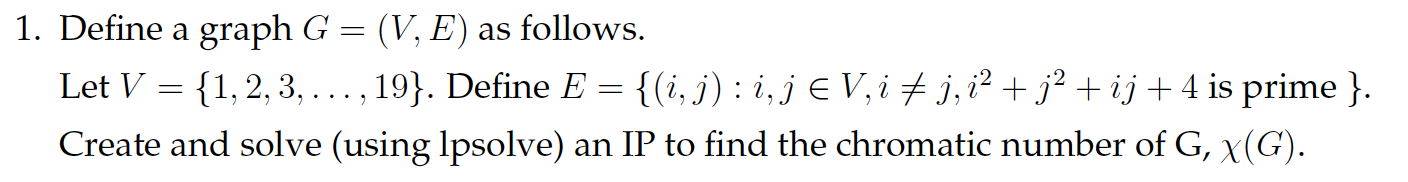 1. Define a graph G = (V, E) as follows.
Let V = {1, 2, 3, . . . , 19}. Define E = {(i, j) : i, j ∈ V, i ≠ j, i² + j² + ij + 4 is prime }.
Create and solve (using lpsolve) an IP to find the chromatic number of G, χ(G).